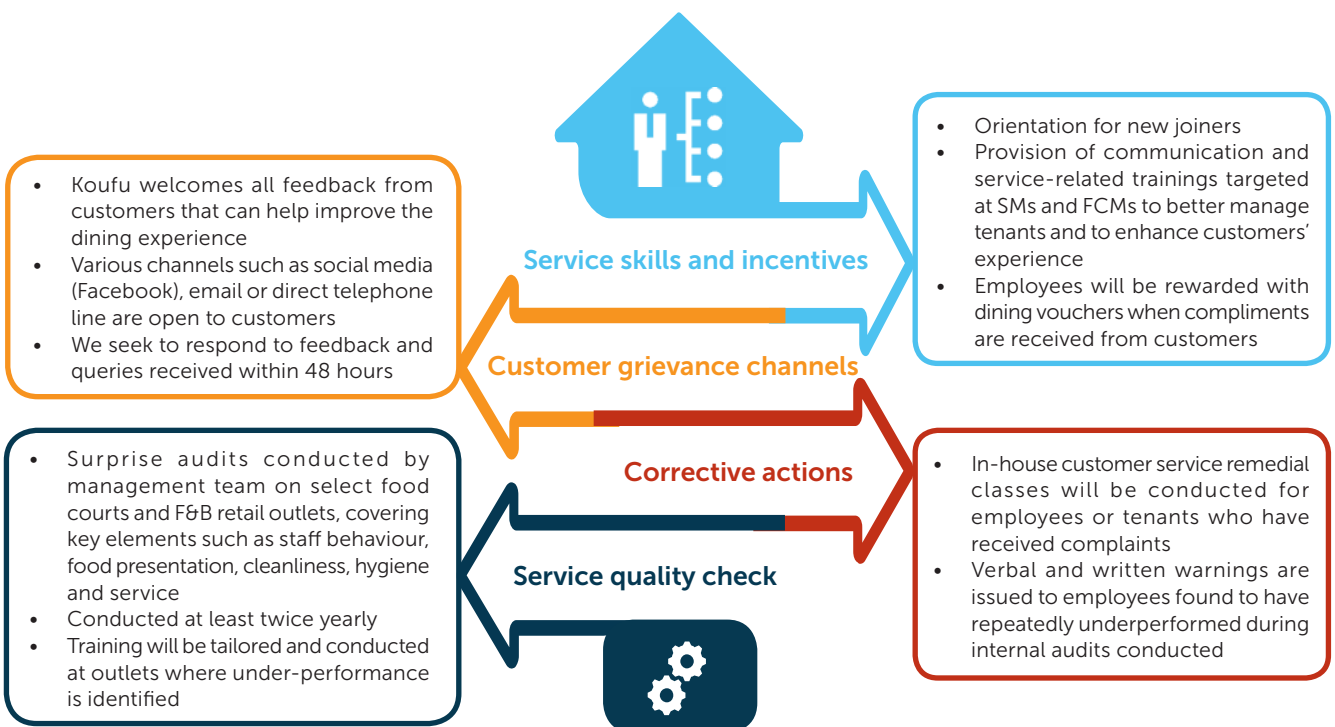 Service skills and incentives
• Orientation for new joiners
• Provision of communication and
service-related trainings targeted
at SMs and FCMs to better manage
tenants and to enhance customers’
experience
• Employees will be rewarded with
dining vouchers when compliments
are received from customers
Customer grievance channels
• Koufu welcomes all feedback from
customers that can help improve the
dining experience
• Various channels such as social media
(Facebook), email or direct telephone
line are open to customers
• We seek to respond to feedback and
queries received within 48 hours
Corrective actions
• In-house customer service remedial
classes will be conducted for
employees or tenants who have
received complaints
• Verbal and written warnings are
issued to employees found to have
repeatedly underperformed during
internal audits conducted
Service quality check
• Surprise audits conducted by
management team on select food
courts and F&B retail outlets, covering
key elements such as staff behaviour,
food presentation, cleanliness, hygiene
and service
• Conducted at least twice yearly
• Training will be tailored and conducted
at outlets where under-performance
is identified